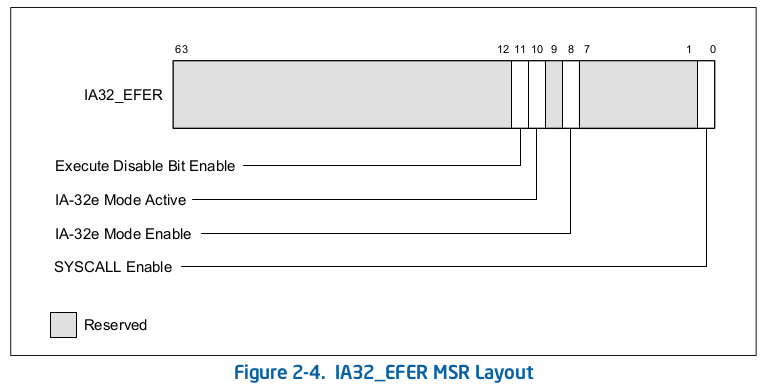 63 12 11 10 9 8 7 1 0
IA32_EFER
Execute Disable Bit Enable
IA-32e Mode Active
IA-32e Mode Enable
SYSCALL Enable
Reserved
Figure 2-4. IA32_EFER MSR Layout